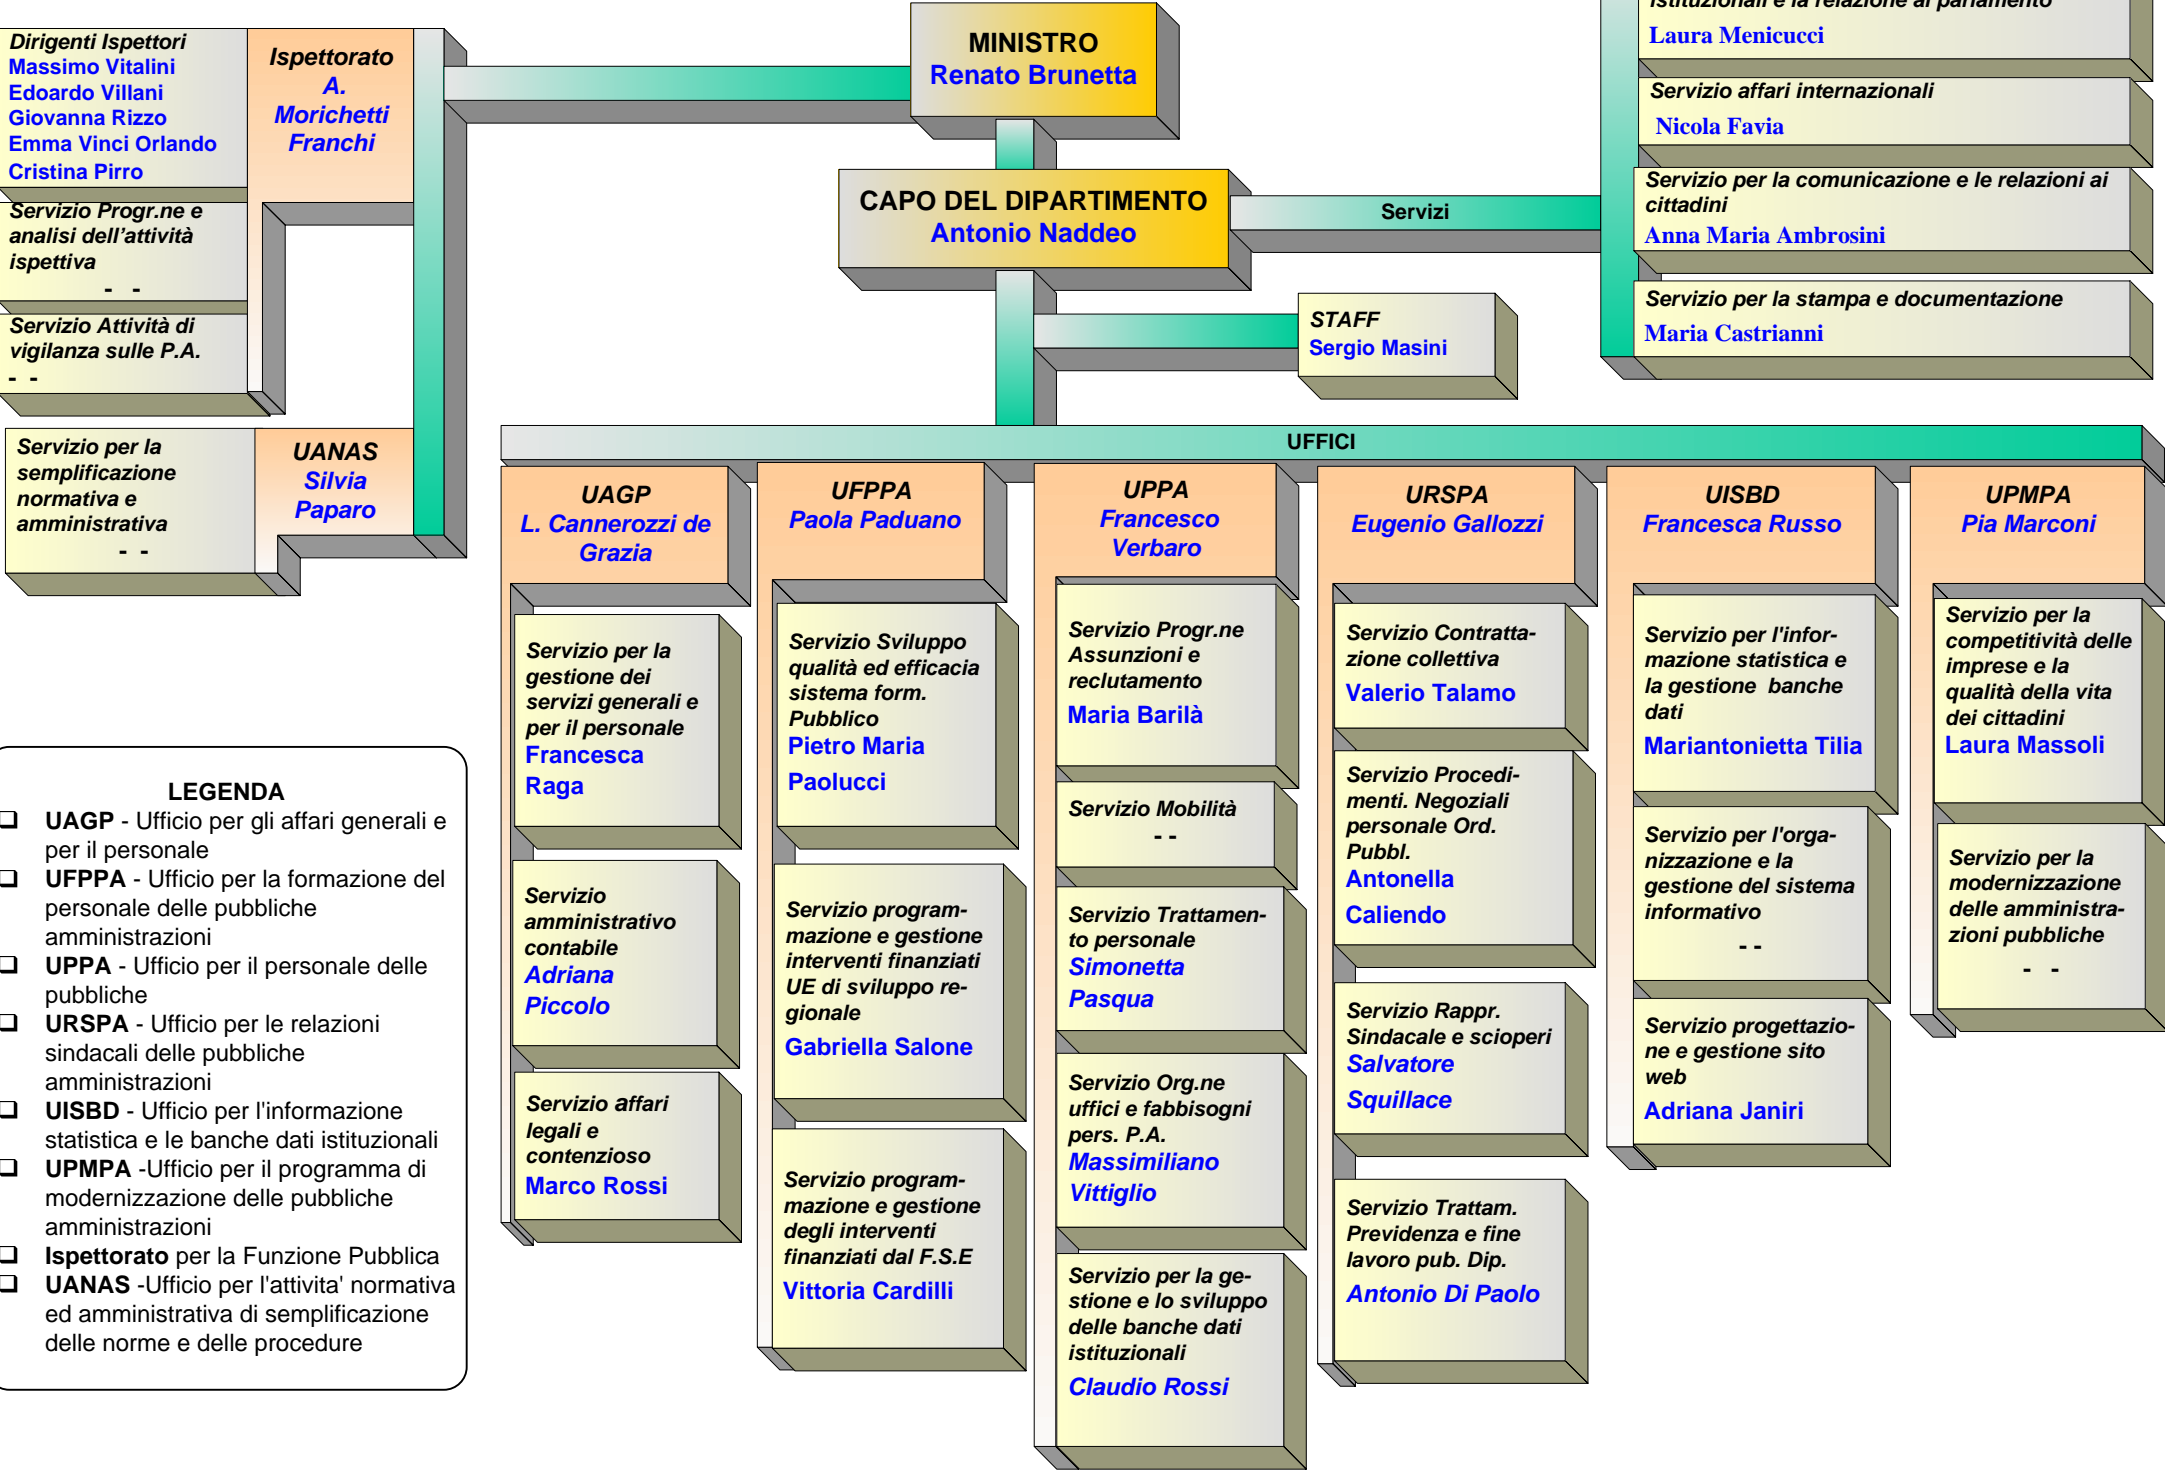 MINISTRO
Renato Brunetta
CAPO DEL DIPARTIMENTO
Antonio Naddeo
Servizi
STAFF
Sergio Masini
Dirigenti Ispettori
Massimo Vitalini
Edoardo Villani
Giovanna Rizzo
Emma Vinci Orlando
Cristina Pirro
Ispettorato
A.
Morichetti
Franchi
Servizio Progr.ne e
analisi dell'attività
ispettiva
- -
Servizio Attività di
vigilanza sulle P.A.
- -
Servizio per la
semplificazione
normativa e
amministrativa
- -
UANAS
Silvia
Paparo
istituzionali e la relazione al parlamento
Laura Menicucci
Servizio affari internazionali
Nicola Favia
Servizio per la comunicazione e le relazioni ai
cittadini
Anna Maria Ambrosini
Servizio per la stampa e documentazione
Maria Castrianni
UFFICI
UAGP
L. Cannerozzi de
Grazia
Servizio per la
gestione dei
servizi generali e
per il personale
Francesca
Raga
Servizio
amministrativo
contabile
Adriana
Piccolo
Servizio affari
legali e
contenzioso
Marco Rossi
UFPPA
Paola Paduano
Servizio Sviluppo
qualità ed efficacia
sistema form.
Pubblico
Pietro Maria
Paolucci
Servizio program-
mazione e gestione
interventi finanziati
UE di sviluppo re-
gionale
Gabriella Salone
Servizio program-
mazione e gestione
degli interventi
finanziati dal F.S.E
Vittoria Cardilli
UPPA
Francesco
Verbaro
Servizio Progr.ne
Assunzioni e
reclutamento
Maria Barilà
Servizio Mobilità
- -
Servizio Trattamen-
to personale
Simonetta
Pasqua
Servizio Org.ne
uffici e fabbisogni
pers. P.A.
Massimiliano
Vittiglio
Servizio per la ge-
stione e lo sviluppo
delle banche dati
istituzionali
Claudio Rossi
URSPA
Eugenio Gallozzi
Servizio Contratta-
zione collettiva
Valerio Talamo
Servizio Procedi-
menti. Negoziali
personale Ord.
Pubbl.
Antonella
Caliendo
Servizio Rappr.
Sindacale e scioperi
Salvatore
Squillace
Servizio Trattam.
Previdenza e fine
lavoro pub. Dip.
Antonio Di Paolo
UISBD
Francesca Russo
Servizio per l'infor-
mazione statistica e
la gestione banche
dati
Mariantonietta Tilia
Servizio per l'orga-
nizzazione e la
gestione del sistema
informativo
- -
Servizio progettazio-
ne e gestione sito
web
Adriana Janiri
UPMPA
Pia Marconi
Servizio per la
competitività delle
imprese e la
qualità della vita
dei cittadini
Laura Massoli
Servizio per la
modernizzazione
delle amministra-
zioni pubbliche
- -
LEGENDA
UAGP - Ufficio per gli affari generali e
per il personale
UFPPA - Ufficio per la formazione del
personale delle pubbliche
amministrazioni
UPPA - Ufficio per il personale delle
pubbliche
URSPA - Ufficio per le relazioni
sindacali delle pubbliche
amministrazioni
UISBD - Ufficio per l'informazione
statistica e le banche dati istituzionali
UPMPA -Ufficio per il programma di
modernizzazione delle pubbliche
amministrazioni
Ispettorato per la Funzione Pubblica
UANAS -Ufficio per l'attivita' normativa
ed amministrativa di semplificazione
delle norme e delle procedure